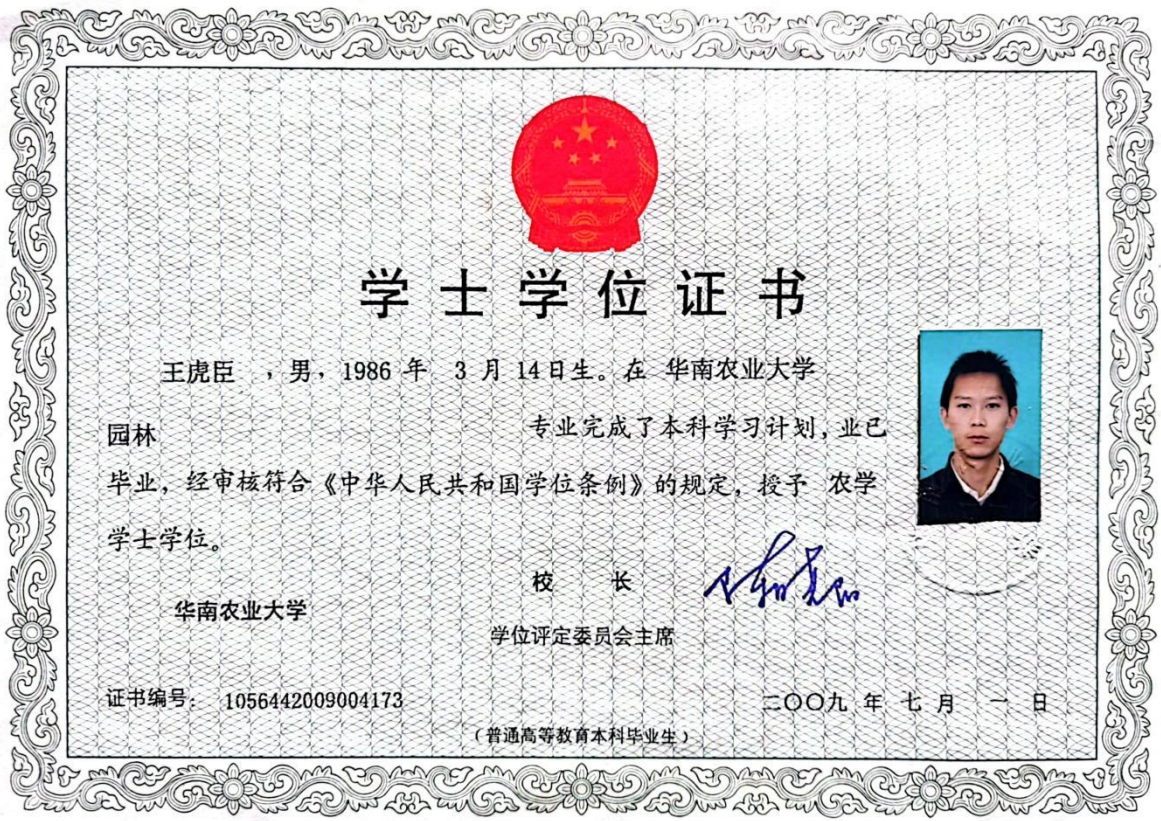 学士学位证书
王虎臣 ，男，1986 年 3 月 14日生。在 华南农业大学
园林 专业完成了本科学习计划，业已
毕业，经审核符合《中华人民共和国学位条例》的规定，授予 农学
学士学位。
校 长
华南农业大学
学位评定委员会主席
证书编号： 1056442009004173
二〇〇九 年 七 月 一 日
（普通高等教育本科毕业生）